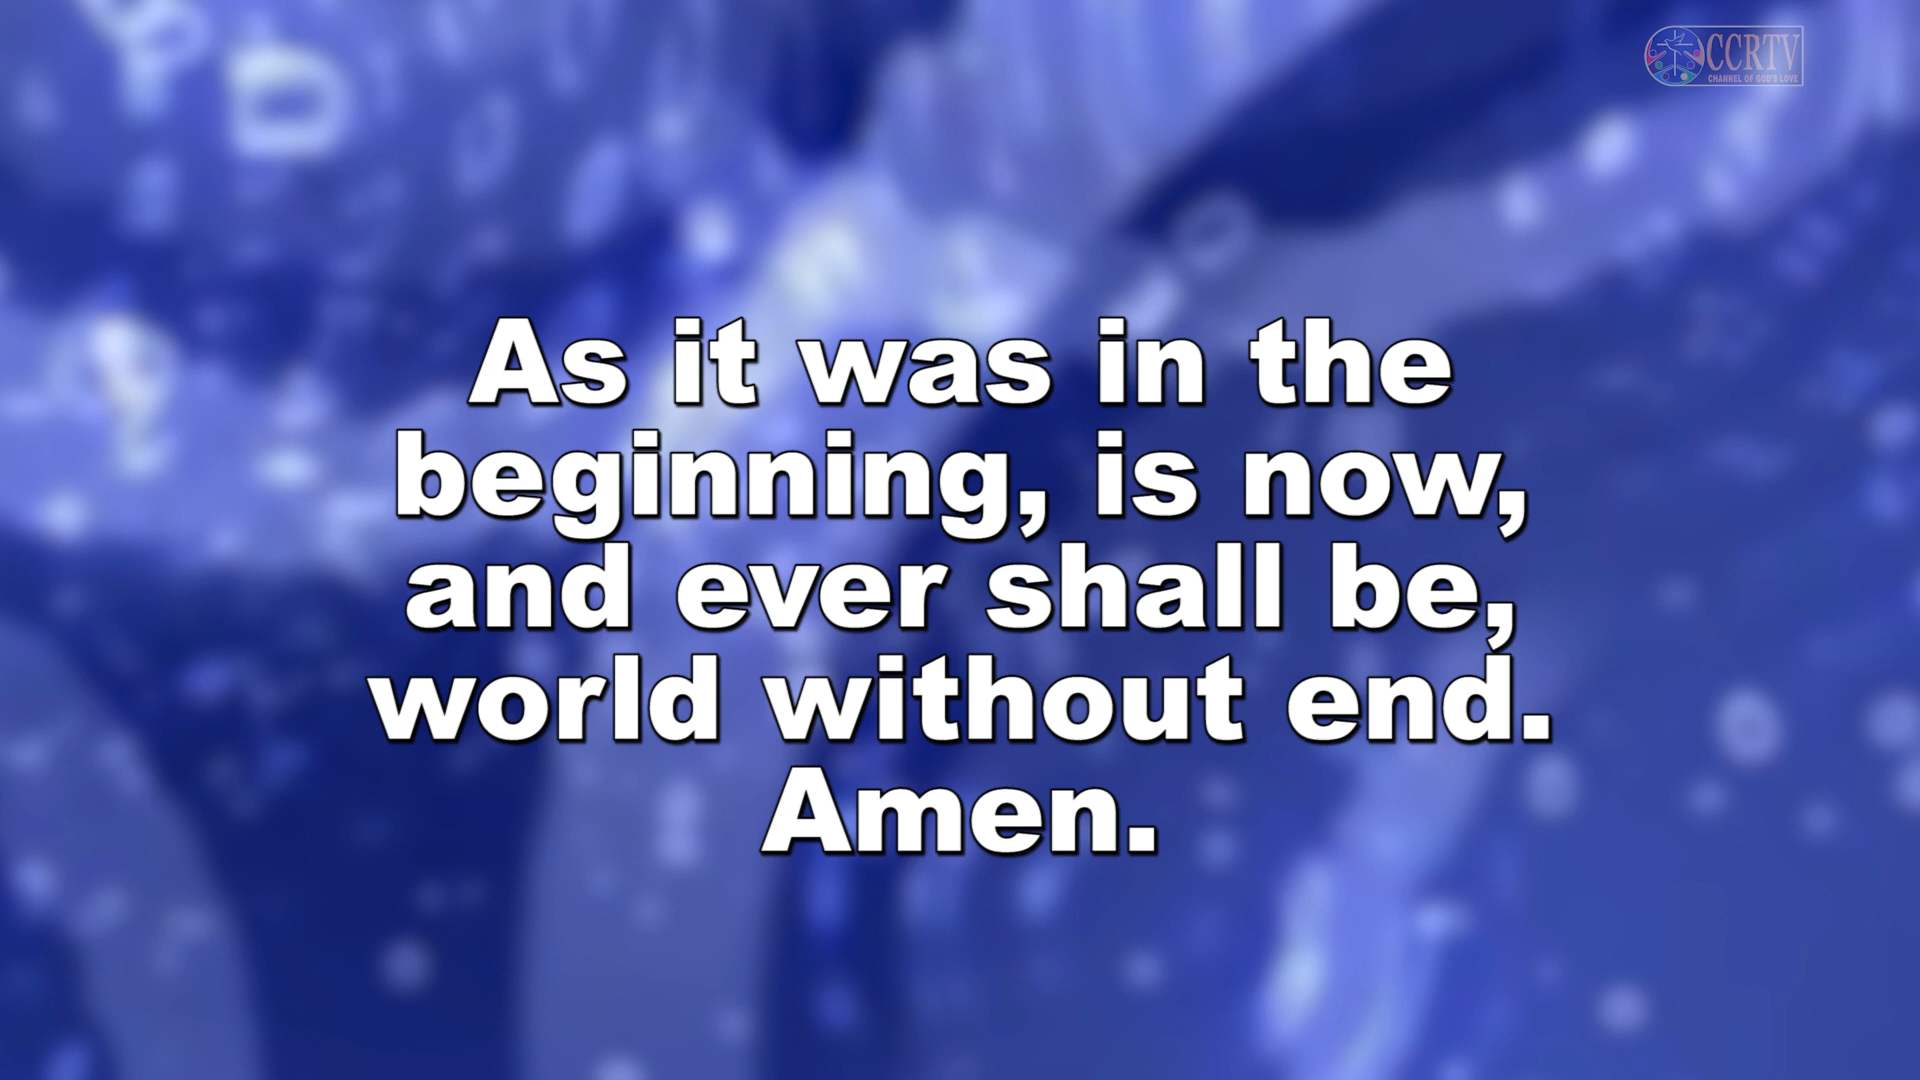 CCRTV
CHANNEL OF GOD'S LOVE
As it was in the
beginning, is now,
and ever shall be,
world without end.
Amen.